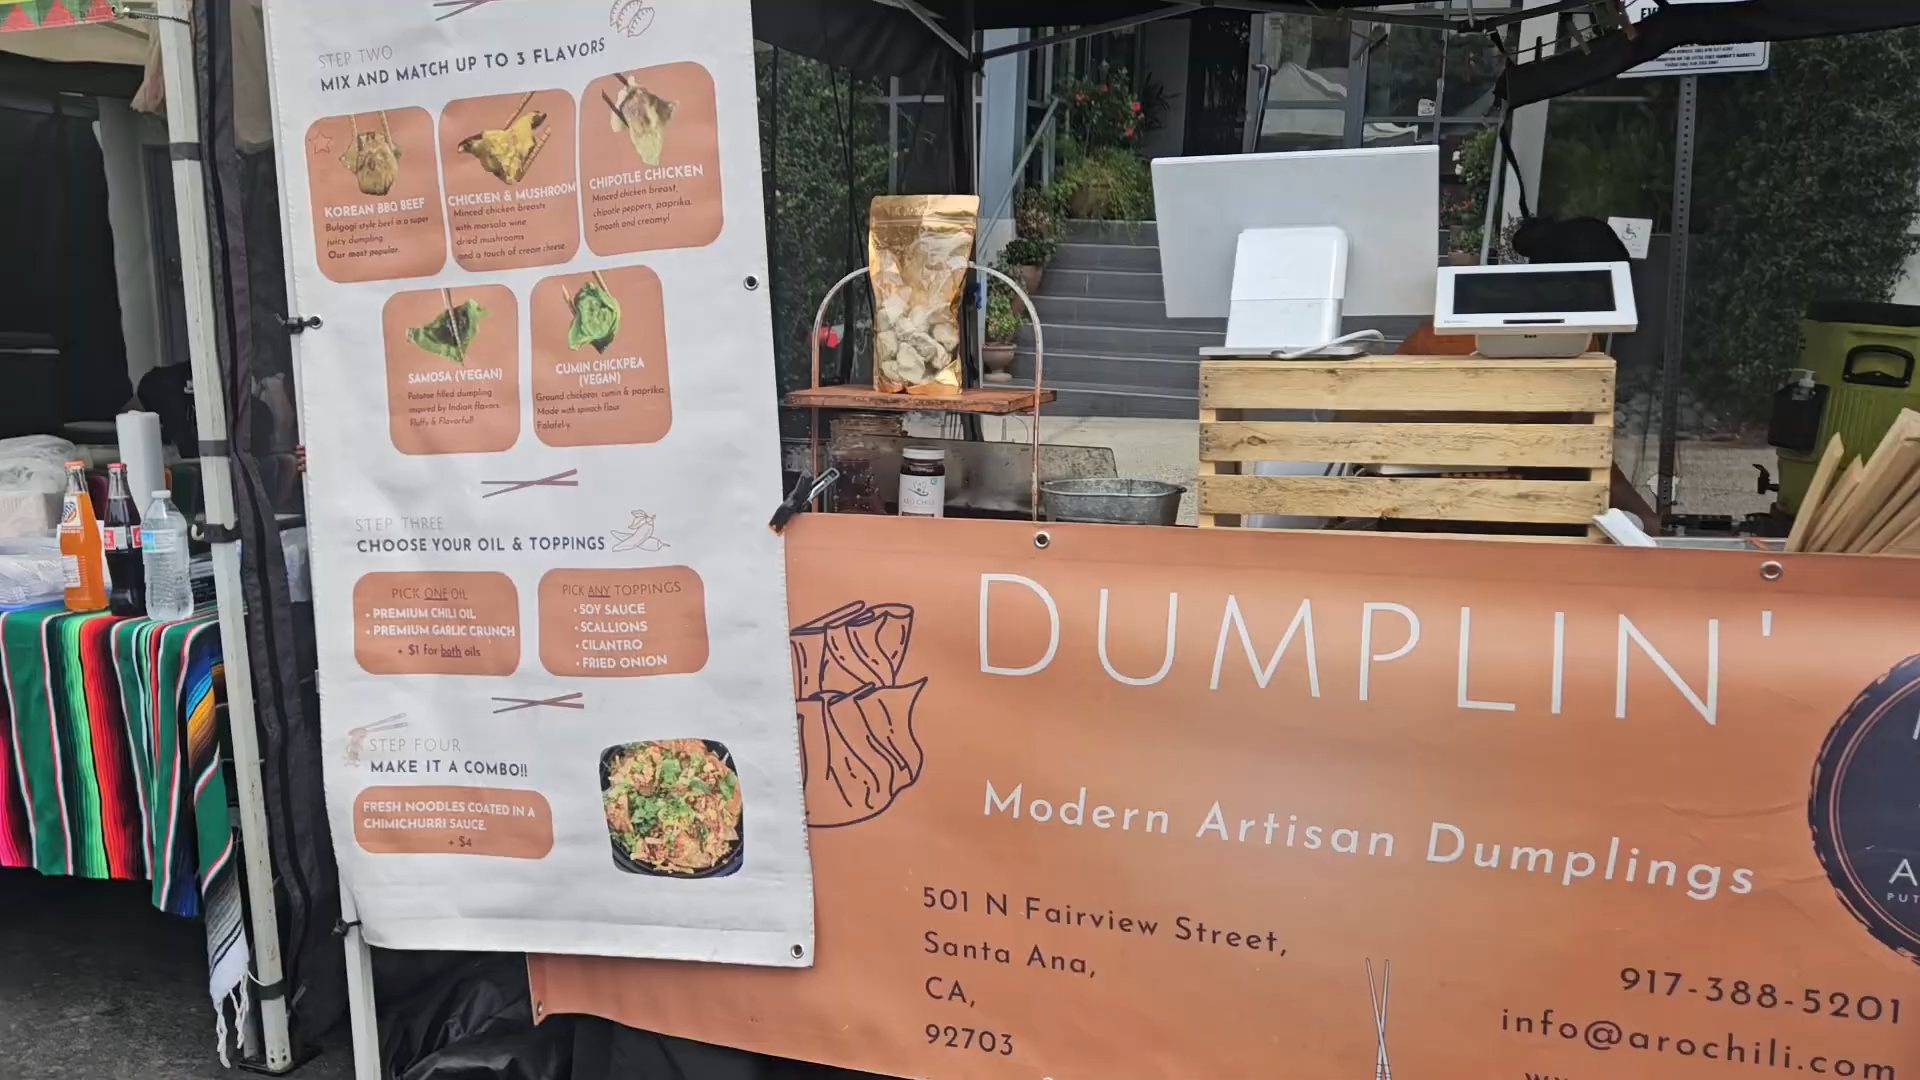 STEP TWO
MIX AND MATCH UP TO 3 FLAVORS
KOREAN BBQ BEEF
Bulgogi style beef in a super
juicy dumpling.
Our most popular.
CHICKEN & MUSHROOM
Minced chicken breasts
with marsala wine
dried mushrooms
and a touch of cream cheese
CHIPOTLE CHICKEN
Minced chicken breast,
chipotle peppers, paprika.
Smooth and creamy!
SAMOSA (VEGAN)
Potatoe filled dumpling
inspired by Indian flavors.
Fluffy & Flavorful!
CUMIN CHICKPEA
(VEGAN)
Ground chickpeas cumin & paprika.
Made with spinach flour
Falafel-y.
STEP THREE
CHOOSE YOUR OIL & TOPPINGS
PICK ONE OIL
• PREMIUM CHILI OIL
• PREMIUM GARLIC CRUNCH
+ $1 for both oils
PICK ANY TOPPINGS
• SOY SAUCE
• SCALLIONS
• CILANTRO
• FRIED ONION
STEP FOUR
MAKE IT A COMBO!!
FRESH NOODLES COATED IN A
CHIMICHURRI SAUCE.
+ $4
DUMPLIN'
Modern Artisan Dumplings
501 N Fairview Street,
Santa Ana,
CA,
92703
917-388-5201
info@arochili.com